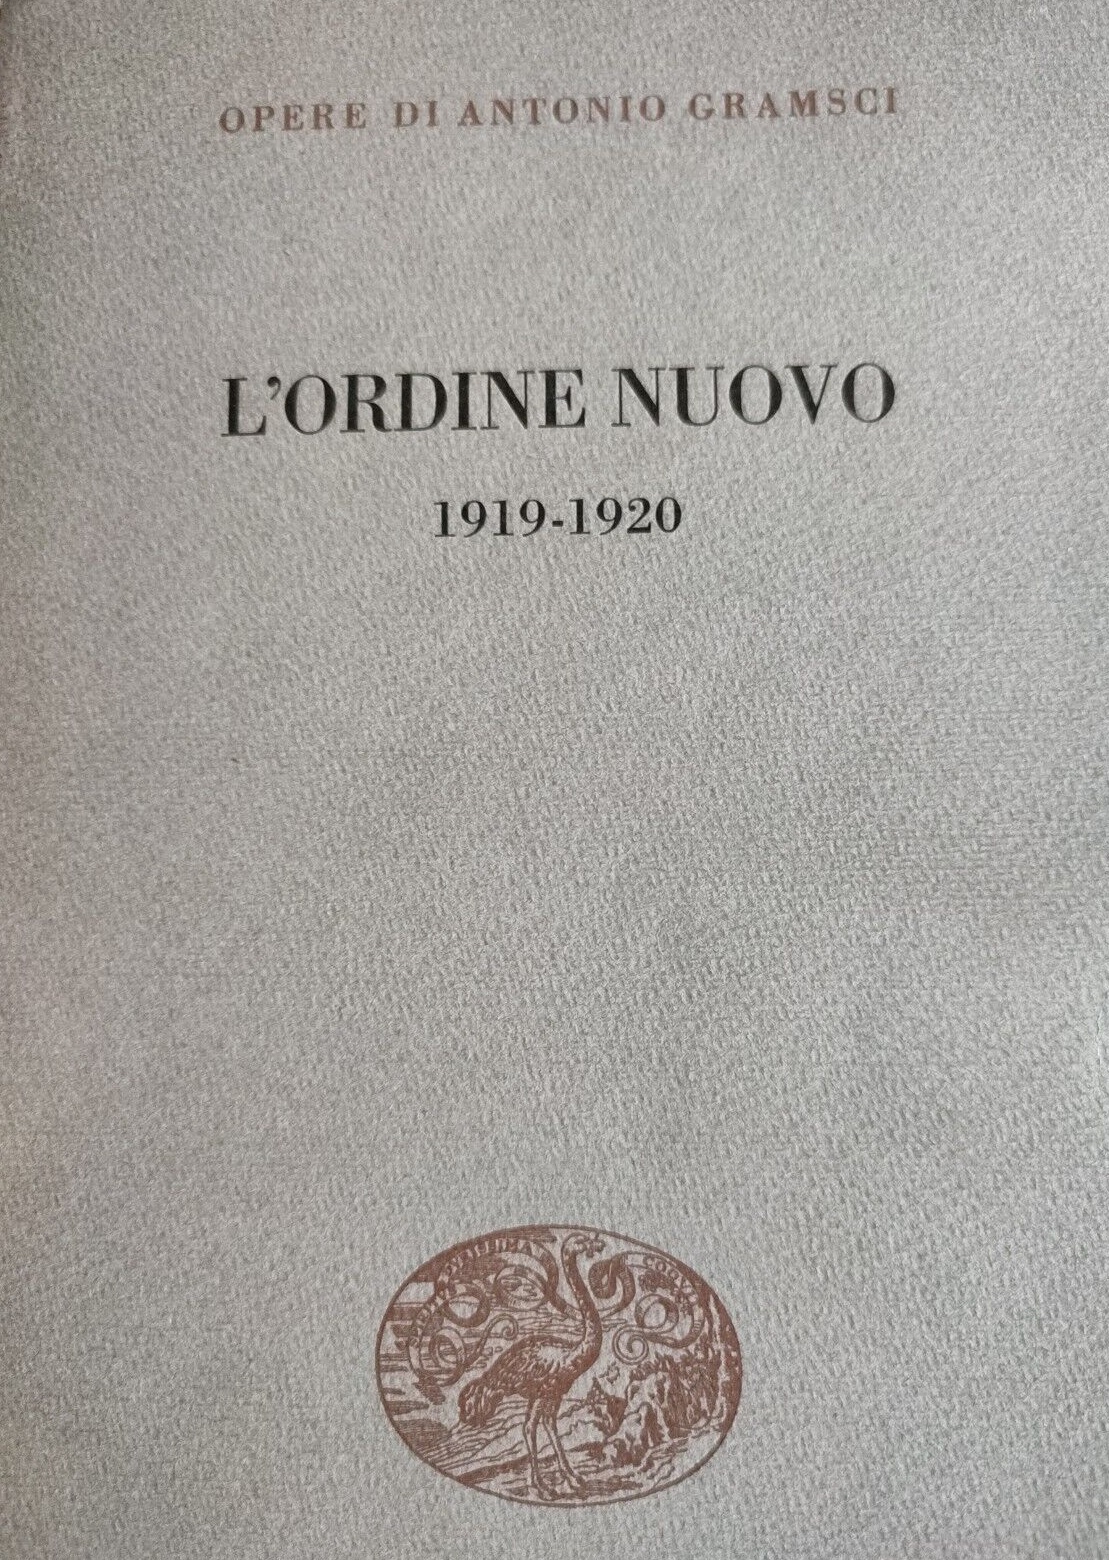 OPERE DI ANTONIO GRAMSCI
L'ORDINE NUOVO
1919-1920